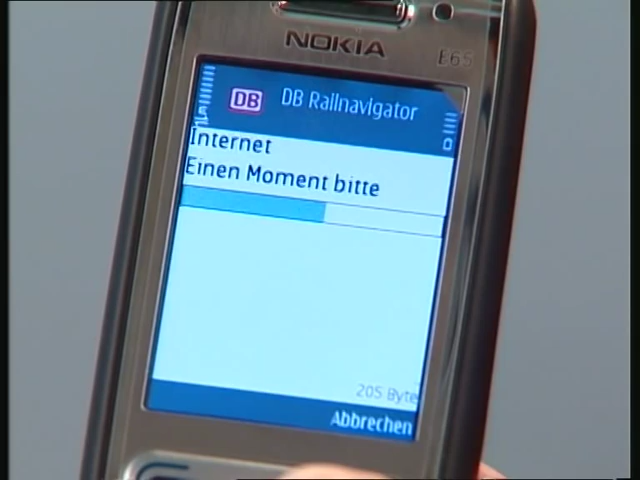 NOKIA
E65
DB DB Railnavigator
Internet
Einen Moment bitte
205 Byte
Abbrechen